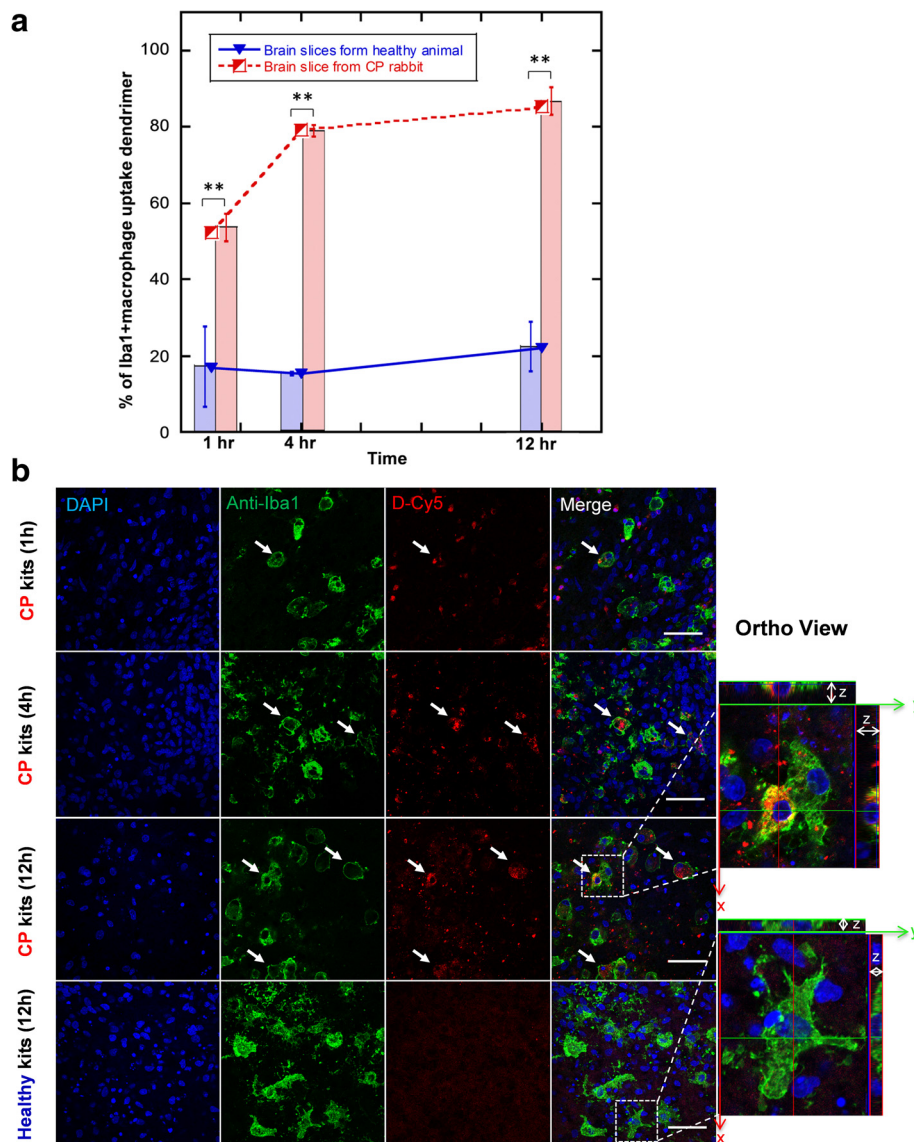 a
100
80
60
40
20
0
% of Iba1+macrophage uptake dendrimer
Brain slices form healthy animal
Brain slice from CP rabbit
**
**
**
1 hr
4 hr
12 hr
Time
b
DAPI
Anti-Iba1
D-Cy5
Merge
CP kits (1h)
CP kits (4h)
CP kits (12h)
Healthy kits (12h)
Ortho View
z
z
x
z
y
z
x